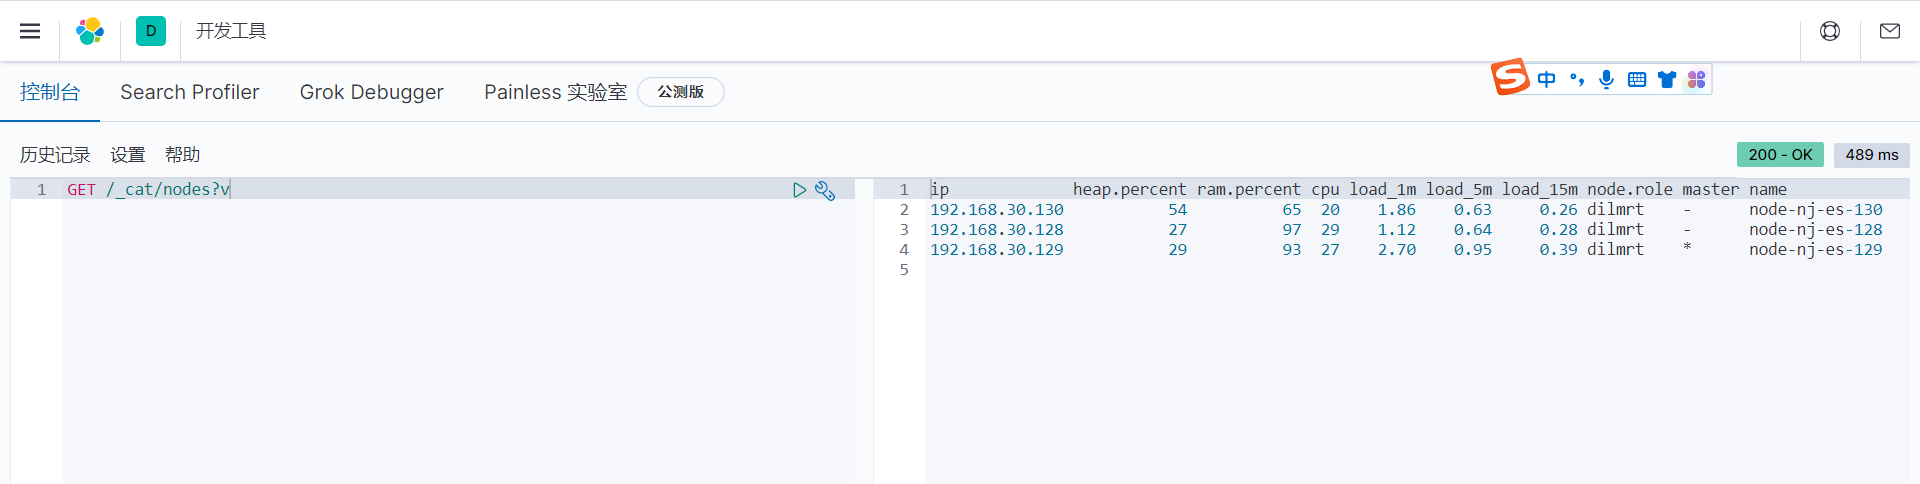 D 开发工具
控制台 Search Profiler Grok Debugger Painless 实验室 公测版
S 中
历史记录 设置 帮助
200 - OK 489 ms
1 GET /_cat/nodes?v
1 ip heap.percent ram.percent cpu load_1m load_5m load_15m node.role master name
2 192.168.30.130 54 65 20 1.86 0.63 0.26 dilmrt - node-nj-es-130
3 192.168.30.128 27 97 29 1.12 0.64 0.28 dilmrt - node-nj-es-128
4 192.168.30.129 29 93 27 2.70 0.95 0.39 dilmrt * node-nj-es-129
5